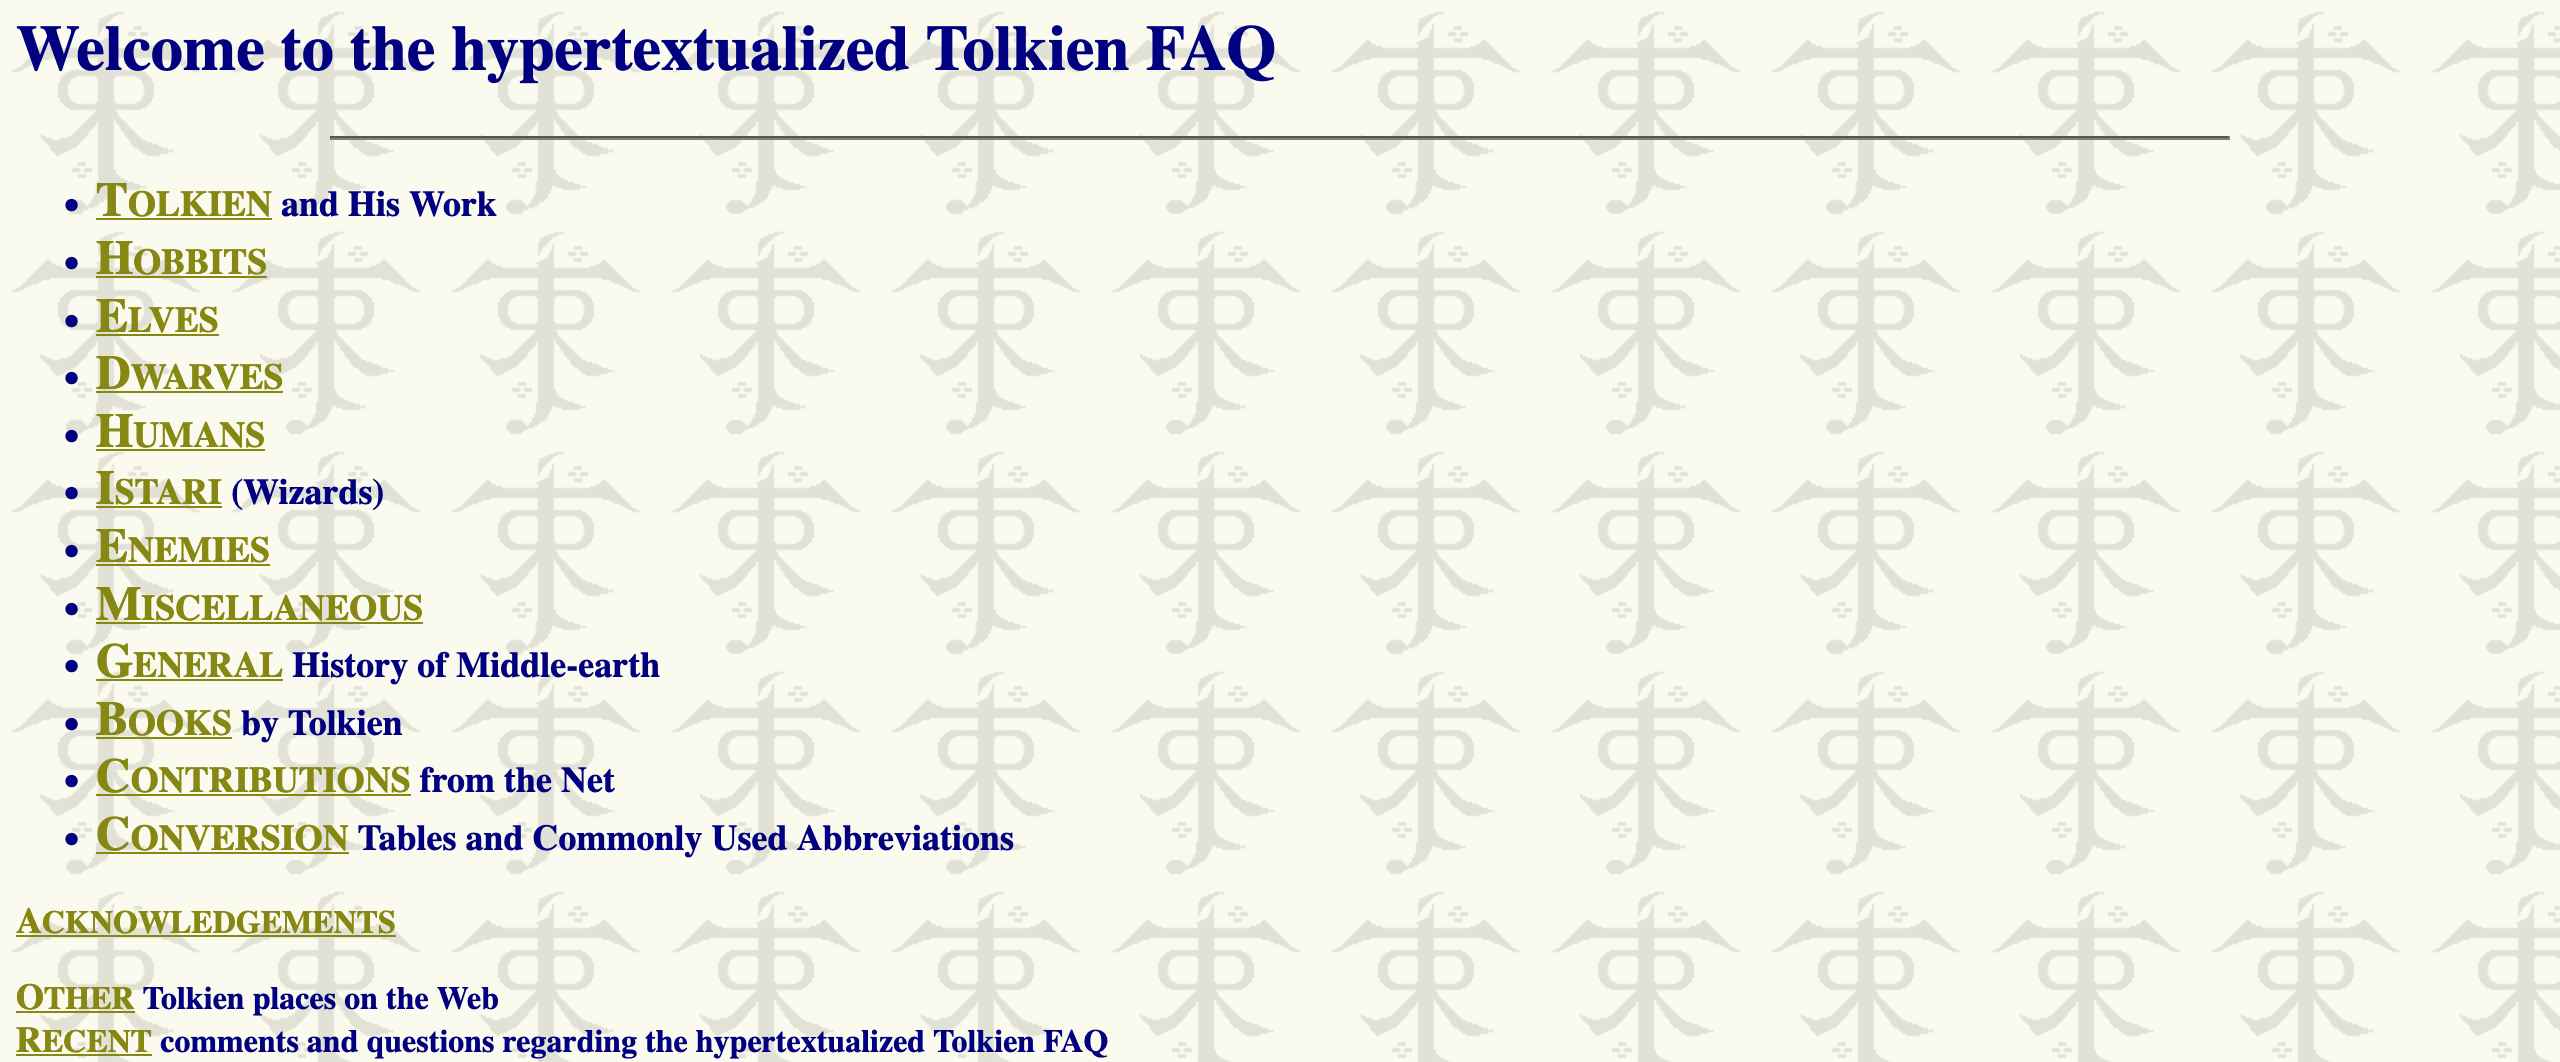 Welcome to the hypertextualized Tolkien FAQ
• TOLKIEN and His Work
• HOBBITS
• ELVES
• DWARVES
• HUMANS
• ISTARI (Wizards)
• ENEMIES
• MISCELLANEOUS
• GENERAL History of Middle-earth
• BOOKS by Tolkien
• CONTRIBUTIONS from the Net
• CONVERSION Tables and Commonly Used Abbreviations
ACKNOWLEDGEMENTS
OTHER Tolkien places on the Web
RECENT comments and questions regarding the hypertextualized Tolkien FAQ